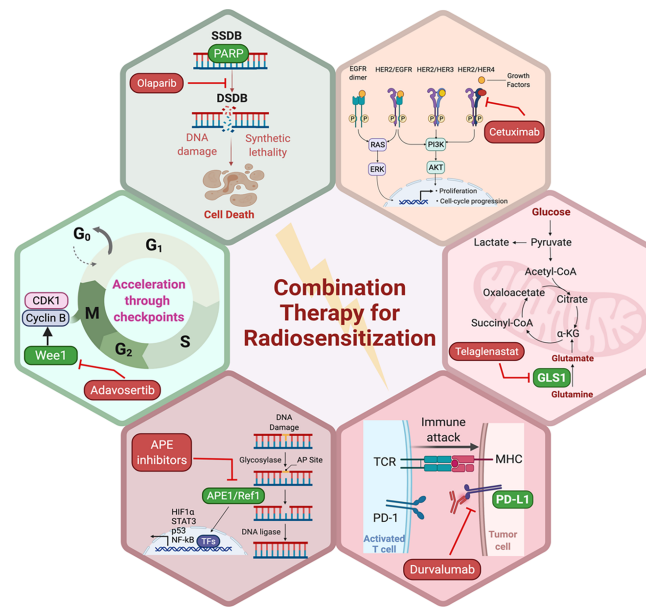 SSDB
PARP
Olaparib
DSDB
DNA
damage
Synthetic
lethality
Cell Death
EGFR
dimer
HER2/EGFR
HER2/HER3
HER2/HER4
Growth
Factors
P
P
P
P
P
P
P
P
Cetuximab
RAS
PI3K
ERK
AKT
• Proliferation
• Cell-cycle progression
G0
G1
Acceleration
through
checkpoints
CDK1
Cyclin B
M
S
G2
Wee1
Adavosertib
Combination
Therapy for
Radiosensitization
Glucose
Lactate
Pyruvate
Acetyl-CoA
Oxaloacetate
Citrate
Succinyl-CoA
α-KG
Telaglenastat
Glutamate
GLS1
Glutamine
APE
inhibitors
DNA
Damage
Glycosylase
AP Site
APE1/Ref1
HIF1α
STAT3
p53
NF-kB
TFs
DNA ligase
Immune
attack
TCR
MHC
PD-1
PD-L1
Activated
T cell
Tumor
cell
Durvalumab